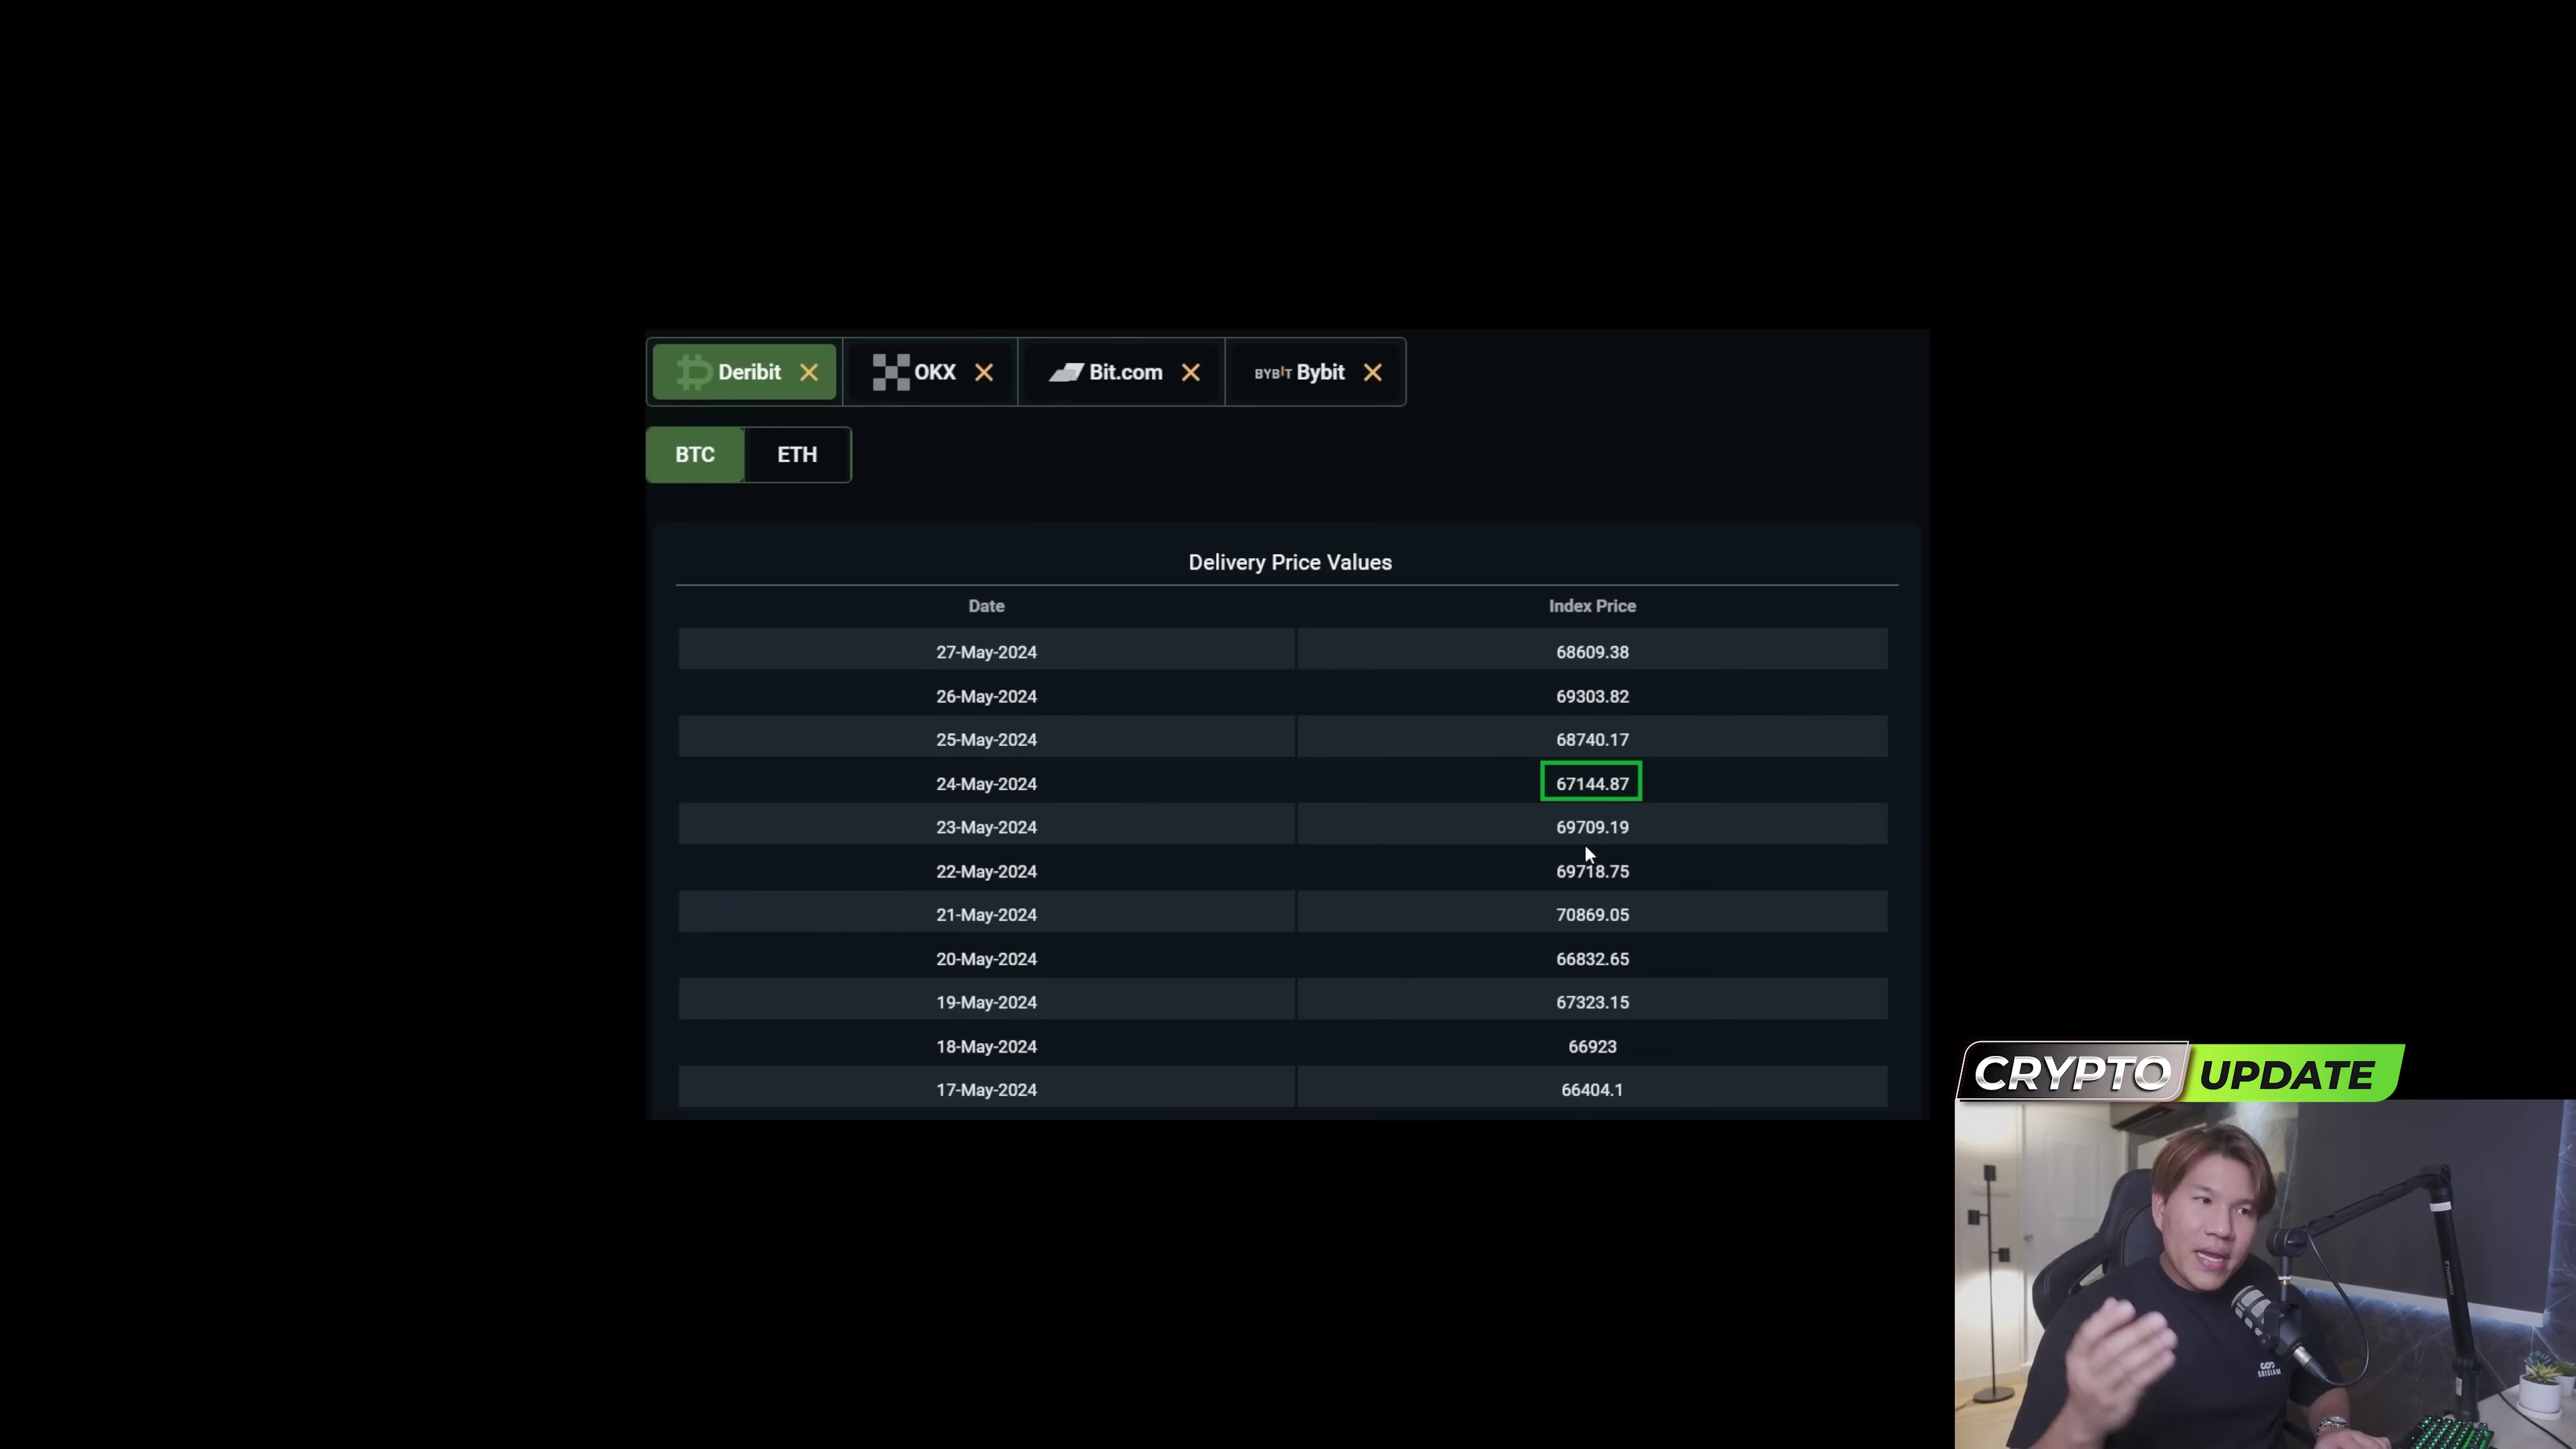 Deribit OKX Bit.com BYBIT Bybit
BTC ETH
Delivery Price Values
Date Index Price
27-May-2024 68609.38
26-May-2024 69303.82
25-May-2024 68740.17
24-May-2024 67144.87
23-May-2024 69709.19
22-May-2024 69718.75
21-May-2024 70869.05
20-May-2024 66832.65
19-May-2024 67323.15
18-May-2024 66923
17-May-2024 66404.1
CRYPTO UPDATE